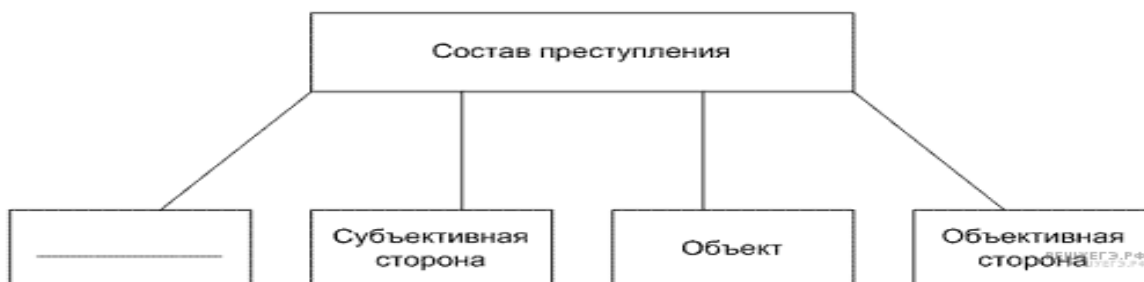 Состав преступления
Субъективная
сторона
Объект
Объективная
сторона